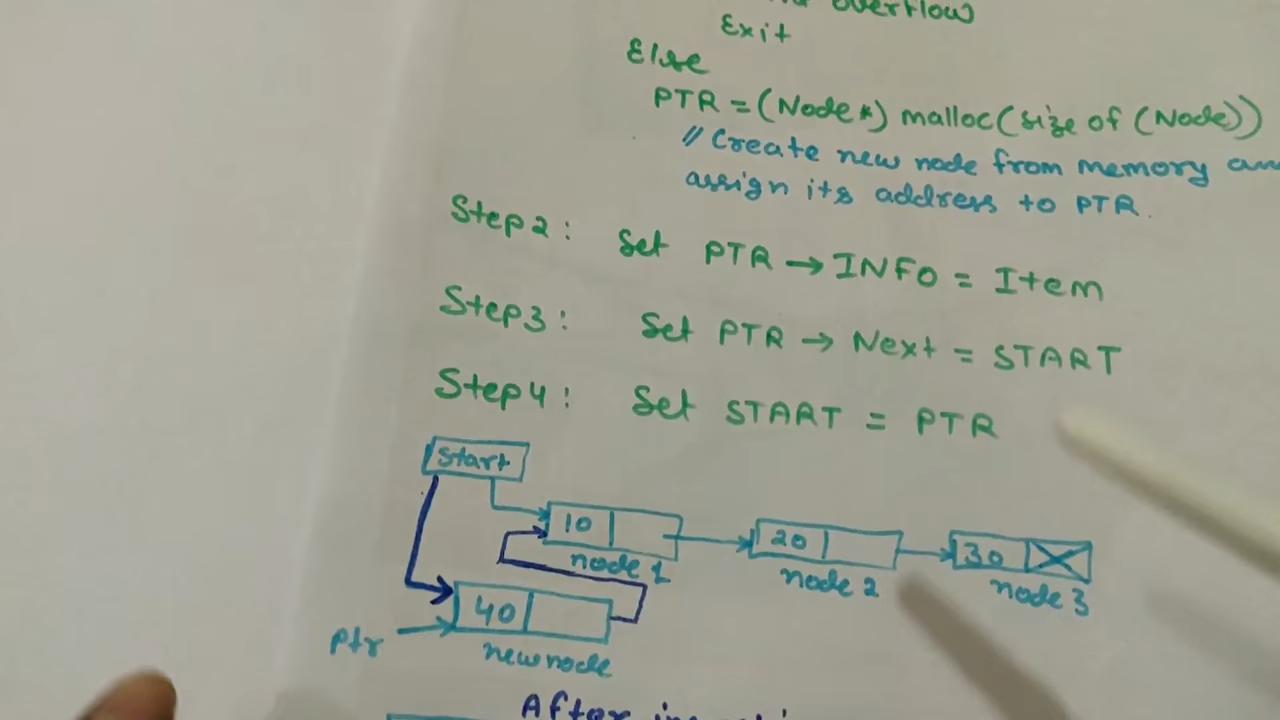 overflow
Exit
Else
PTR = (Node*) malloc(size of (Node))
// Create new node from memory
assign its address to PTR.
Step2: Set PTR → INFO = Item
Step3: Set PTR → Next = START
Step4: Set START = PTR
Start
10
20
30
node 1
node 2
node 3
40
Ptr
new node
After